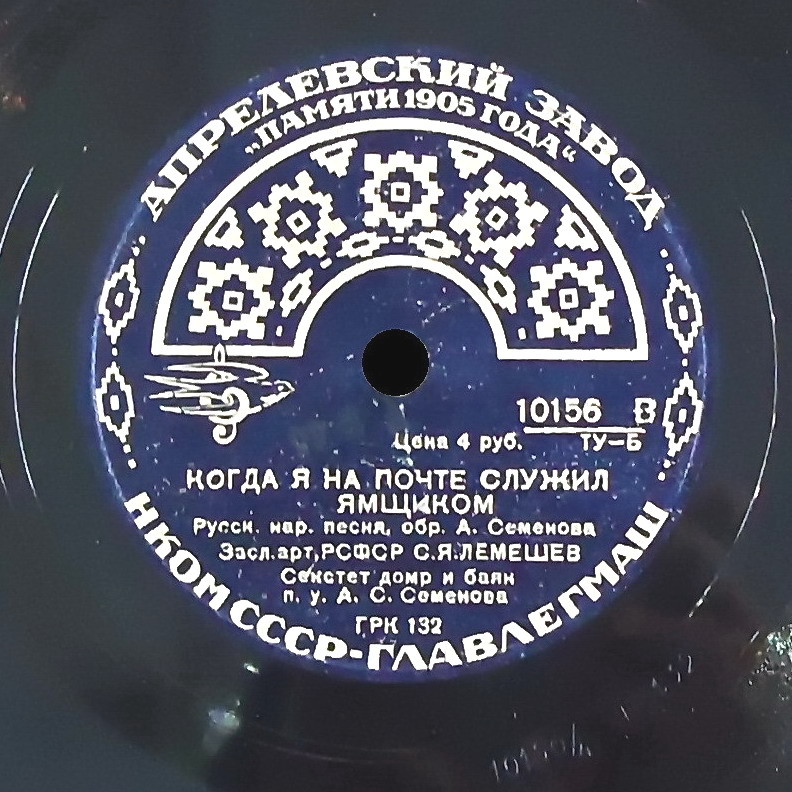 АПРЕЛЕВСКИЙ ЗАВОД
„ПАМЯТИ 1905 ГОДА“
10156 В
Цена 4 руб. ТУ–Б
КОГДА Я НА ПОЧТЕ СЛУЖИЛ
ЯМЩИКОМ
Русск. нар. песня, обр. А. Семенова
Засл.арт,РСФСР С.Я.ЛЕМЕШЕВ
Секстет домр и баян
п. у. А. С. Семенова
ГРК 132
НКОМ СССР-ГЛАВЛЕГМАШ